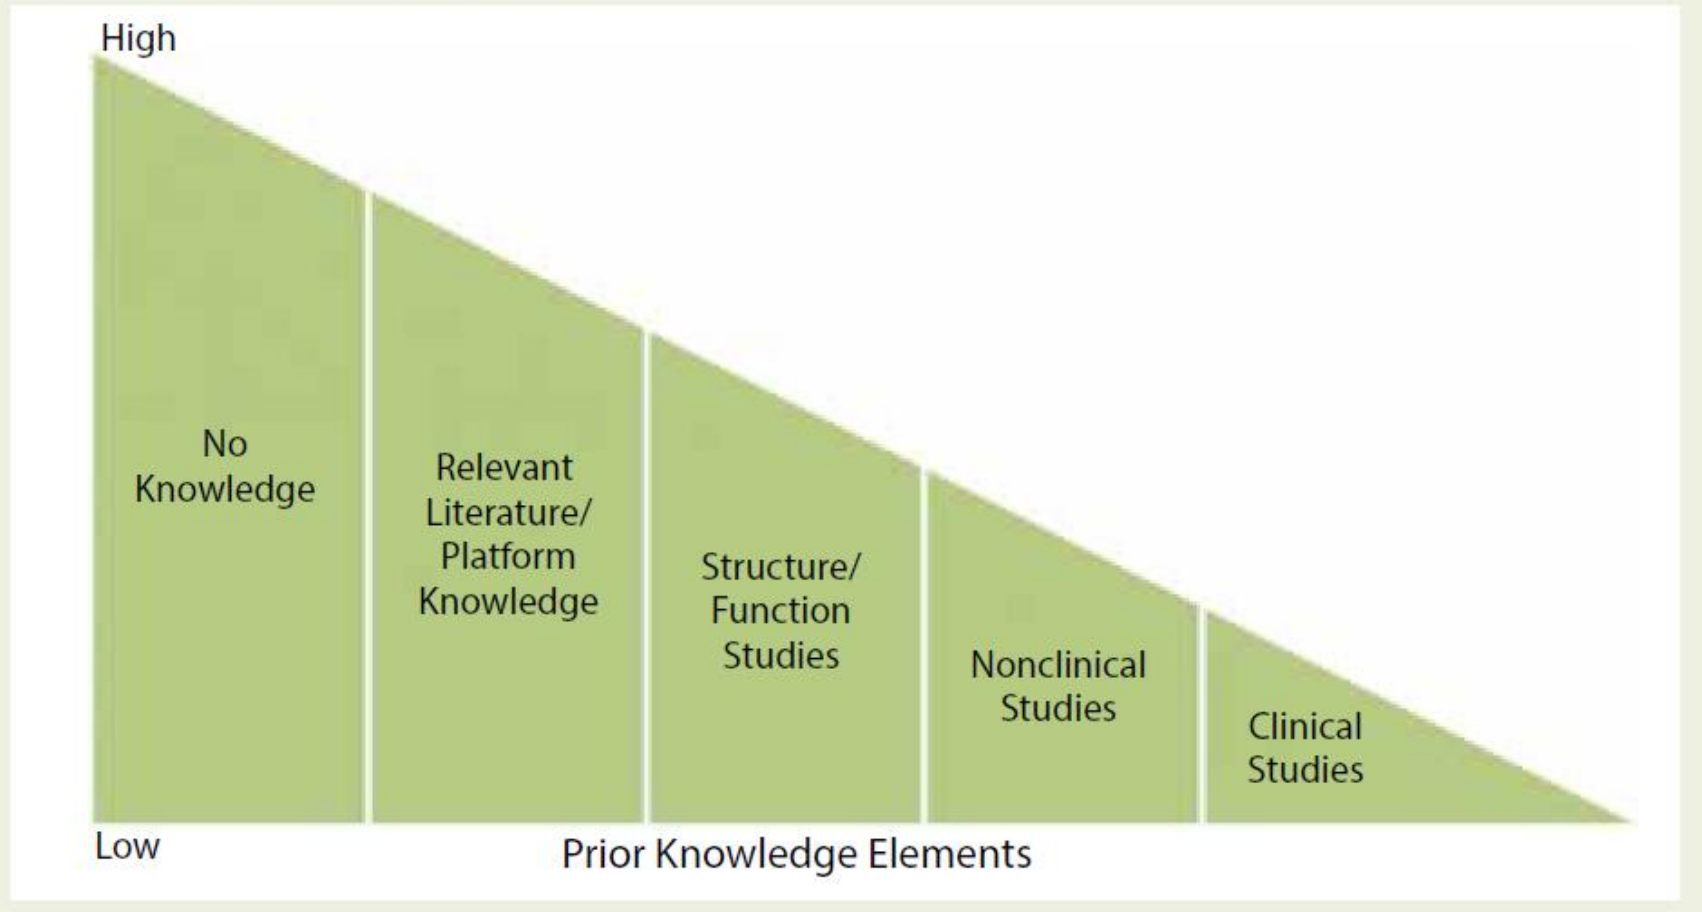 High
No
Knowledge
Relevant
Literature/
Platform
Knowledge
Structure/
Function
Studies
Nonclinical
Studies
Clinical
Studies
Low
Prior Knowledge Elements